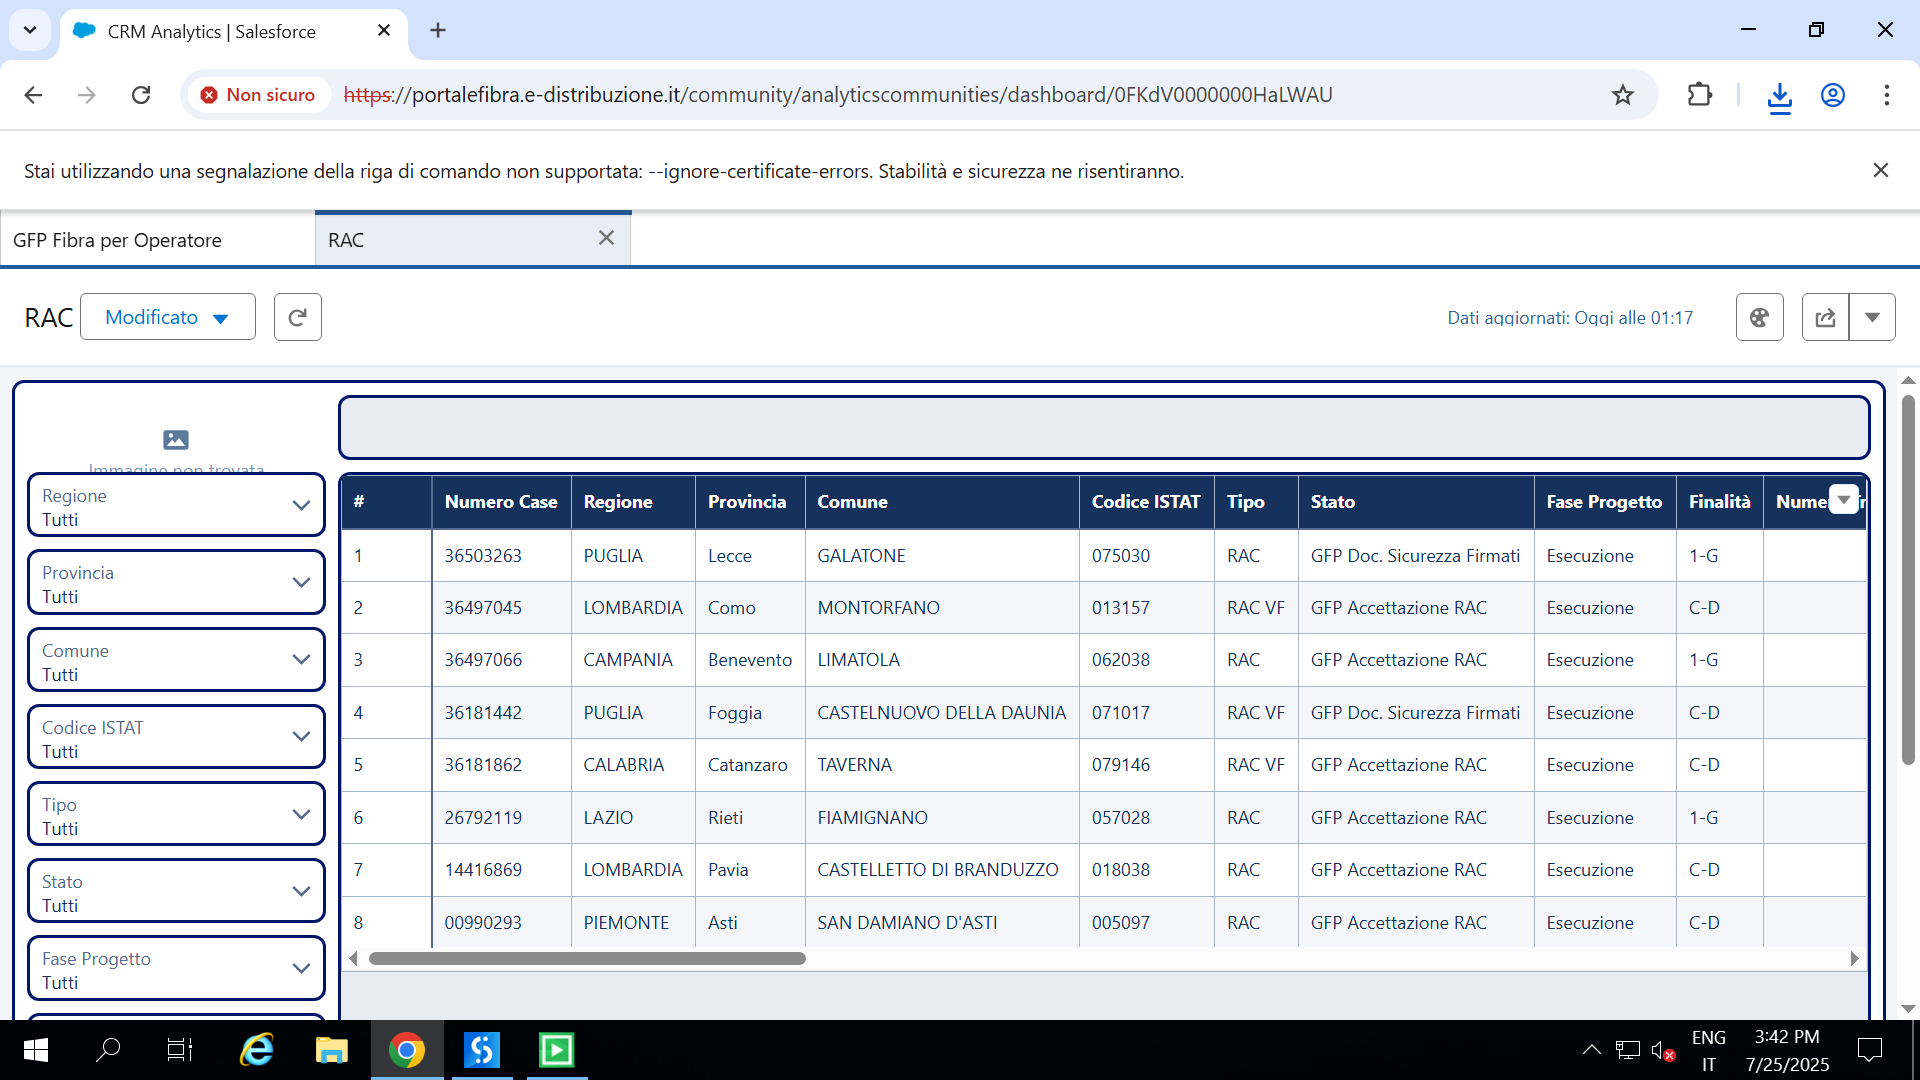 CRM Analytics | Salesforce
Non sicuro
https://portalefibra.e-distribuzione.it/community/analyticscommunities/dashboard/0FKdV0000000HaLWAU
Stai utilizzando una segnalazione della riga di comando non supportata: --ignore-certificate-errors. Stabilità e sicurezza ne risentiranno.
GFP Fibra per Operatore
RAC
RAC
Modificato
Dati aggiornati: Oggi alle 01:17
Immagine non trovata
Regione
Tutti
Provincia
Tutti
Comune
Tutti
Codice ISTAT
Tutti
Tipo
Tutti
Stato
Tutti
Fase Progetto
Tutti
# Numero Case Regione Provincia Comune Codice ISTAT Tipo Stato Fase Progetto Finalità
1 36503263 PUGLIA Lecce GALATONE 075030 RAC GFP Doc. Sicurezza Firmati Esecuzione 1-G
2 36497045 LOMBARDIA Como MONTORFANO 013157 RAC VF GFP Accettazione RAC Esecuzione C-D
3 36497066 CAMPANIA Benevento LIMATOLA 062038 RAC GFP Accettazione RAC Esecuzione 1-G
4 36181442 PUGLIA Foggia CASTELNUOVO DELLA DAUNIA 071017 RAC VF GFP Doc. Sicurezza Firmati Esecuzione C-D
5 36181862 CALABRIA Catanzaro TAVERNA 079146 RAC VF GFP Accettazione RAC Esecuzione C-D
6 26792119 LAZIO Rieti FIAMIGNANO 057028 RAC GFP Accettazione RAC Esecuzione 1-G
7 14416869 LOMBARDIA Pavia CASTELLETTO DI BRANDUZZO 018038 RAC GFP Accettazione RAC Esecuzione C-D
8 00990293 PIEMONTE Asti SAN DAMIANO D'ASTI 005097 RAC GFP Accettazione RAC Esecuzione C-D
ENG
IT
3:42 PM
7/25/2025